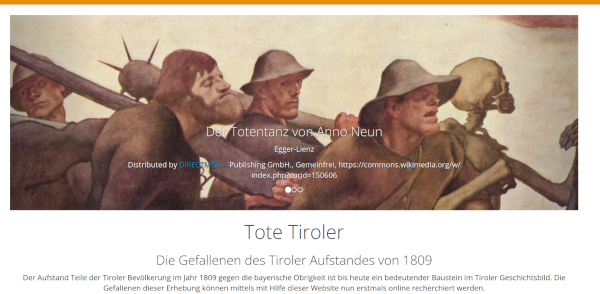 Der Totentanz von Anno Neun
Egger-Lienz
Distributed by DIRECTMEDIA Publishing GmbH., Gemeinfrei, https://commons.wikimedia.org/w/
index.php?curid=150606
Tote Tiroler
Die Gefallenen des Tiroler Aufstandes von 1809
Der Aufstand Teile der Tiroler Bevölkerung im Jahr 1809 gegen die bayerische Obrigkeit ist bis heute ein bedeutender Baustein im Tiroler Geschichtsbild. Die
Gefallenen dieser Erhebung können mittels mit Hilfe dieser Website nun erstmals online recherchiert werden.